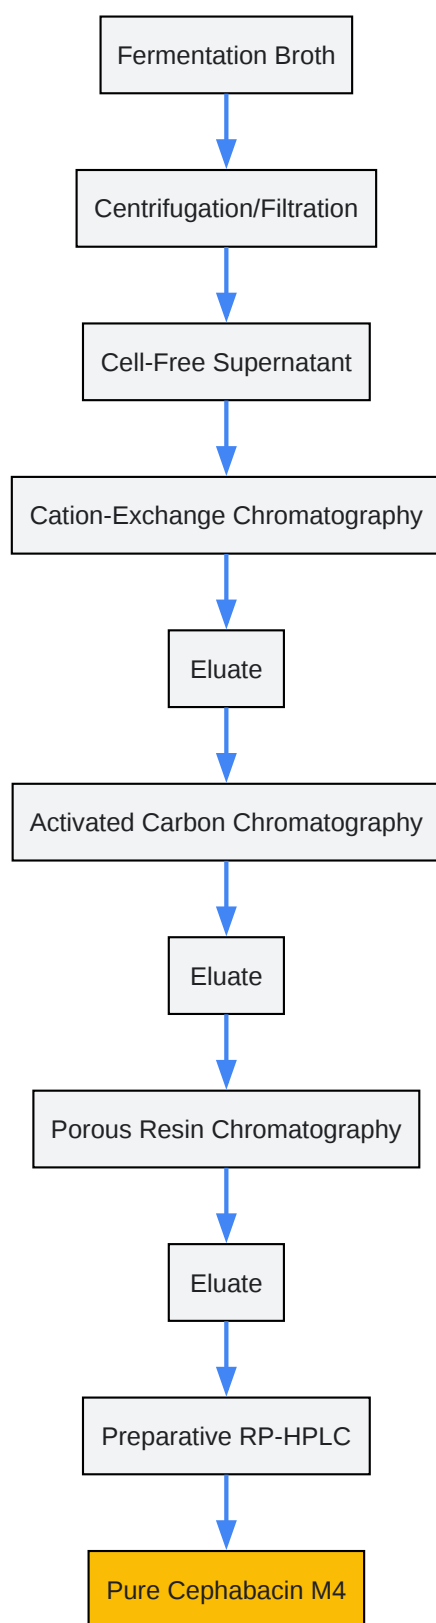 Fermentation Broth
Centrifugation/Filtration
Cell-Free Supernatant
Cation-Exchange Chromatography
Eluate
Activated Carbon Chromatography
Eluate
Porous Resin Chromatography
Eluate
Preparative RP-HPLC
Pure Cephabacin M4